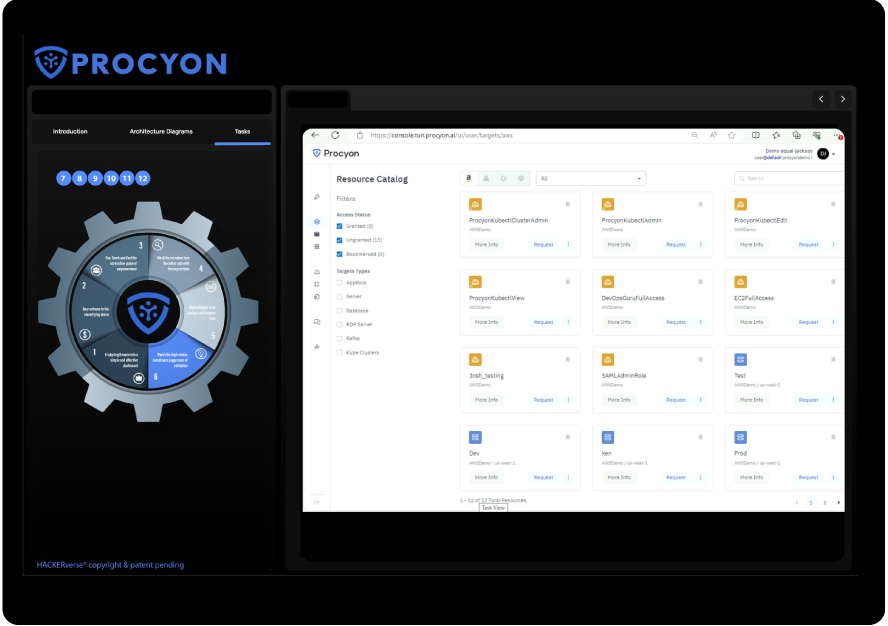 PROCYON
Introduction
Architecture Diagrams
Tasks
7 8 9 10 11 12
3
4
2
5
1
6
HACKERverse® copyright & patent pending
https://console.tun.procyon.ai/ui/user/targets/aws
Procyon
Demo equal-jackass
user@default.procyondemo
DJ
Resource Catalog
All
Search
Filters
Access Status
Granted (0)
Ungranted (13)
Bookmarked (0)
Targets Types
AppRole
Server
Database
RDP Server
Kafka
Kube Clusters
ProcyonKubectlClusterAdmin
AWSDemo
More Info Request
ProcyonKubectlAdmin
AWSDemo
More Info Request
ProcyonKubectlEdit
AWSDemo
More Info Request
ProcyonKubectlView
AWSDemo
More Info Request
DevOpsGuruFullAccess
AWSDemo
More Info Request
EC2FullAccess
AWSDemo
More Info Request
Josh_testing
AWSDemo
More Info Request
SAMLAdminRole
AWSDemo
More Info Request
Test
AWSDemo / us-west-1
More Info Request
Dev
AWSDemo / us-west-1
More Info Request
ken
AWSDemo / us-west-1
More Info Request
Prod
AWSDemo / us-west-1
More Info Request
1 - 12 of 13 Total Resources
1 2
Task View